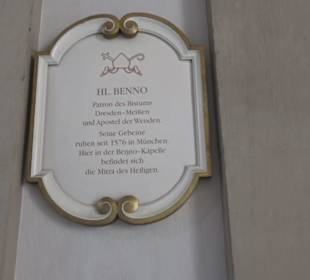 HL. BENNO
Patron des Bistums
Dresden-Meißen
und Apostel der Wenden
Seine Gebeine
ruhen seit 1576 in München.
Hier in der Benno-Kapelle
befindet sich
die Mitra des Heiligen.